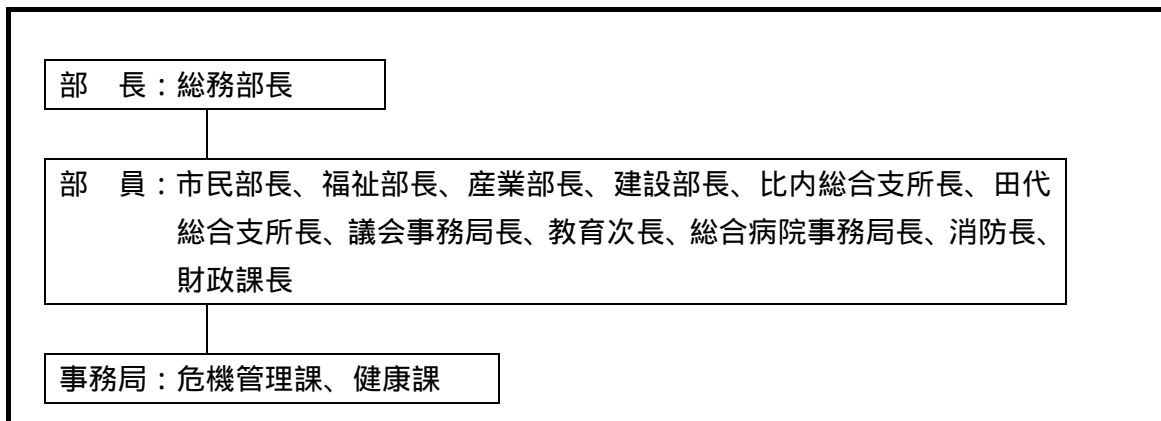 部　長：総務部長
部　員：市民部長、福祉部長、産業部長、建設部長、比内総合支所長、田代
総合支所長、議会事務局長、教育次長、総合病院事務局長、消防長、
財政課長
事務局：危機管理課、健康課